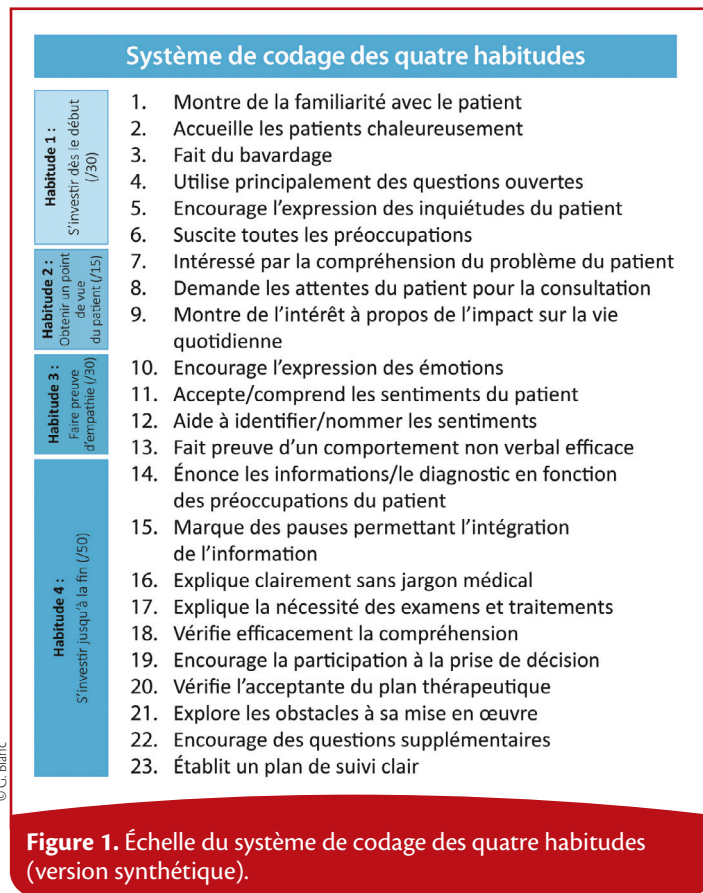 Système de codage des quatre habitudes
Habitude 1 :
S'investir dès le début
(/30)
1. Montre de la familiarité avec le patient
2. Accueille les patients chaleureusement
3. Fait du bavardage
4. Utilise principalement des questions ouvertes
5. Encourage l'expression des inquiétudes du patient
6. Suscite toutes les préoccupations
Habitude 2 :
Obtenir un point
de vue
du patient (/15)
7. Intéressé par la compréhension du problème du patient
8. Demande les attentes du patient pour la consultation
9. Montre de l'intérêt à propos de l'impact sur la vie
quotidienne
Habitude 3 :
Faire preuve
d'empathie (/30)
10. Encourage l'expression des émotions
11. Accepte/comprend les sentiments du patient
12. Aide à identifier/nommer les sentiments
13. Fait preuve d'un comportement non verbal efficace
Habitude 4 :
S'investir jusqu'à la fin (/50)
14. Énonce les informations/le diagnostic en fonction
des préoccupations du patient
15. Marque des pauses permettant l'intégration
de l'information
16. Explique clairement sans jargon médical
17. Explique la nécessité des examens et traitements
18. Vérifie efficacement la compréhension
19. Encourage la participation à la prise de décision
20. Vérifie l'acceptante du plan thérapeutique
21. Explore les obstacles à sa mise en œuvre
22. Encourage des questions supplémentaires
23. Établit un plan de suivi clair
© G. Blanc
Figure 1. Échelle du système de codage des quatre habitudes
(version synthétique).